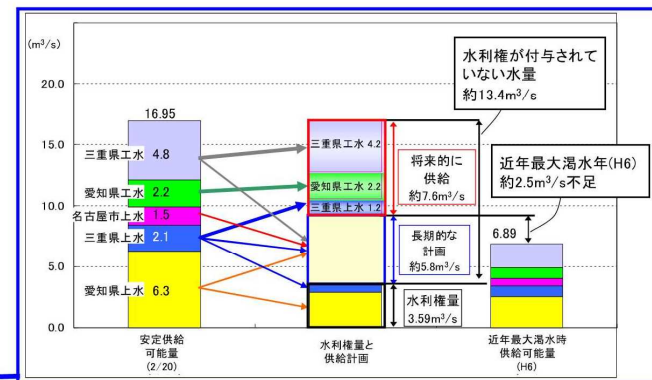 (m³/s)
20.0
15.0
10.0
5.0
0.0
16.95
三重県工水 4.8
愛知県工水 2.2
名古屋市上水 1.5
三重県上水 2.1
愛知県上水 6.3
安定供給
可能量
(2/20)
三重県工水 4.2
愛知県工水 2.2
三重県上水 1.2
水利権量と
供給計画
将来的に
供給
約7.6m³/s
長期的な
計画
約5.8m³/s
水利権量
3.59m³/s
水利権が付与されて
いない水量
約13.4m³/s
近年最大渇水年(H6)
約2.5m³/s不足
6.89
近年最大渇水時
供給可能量
(H6)